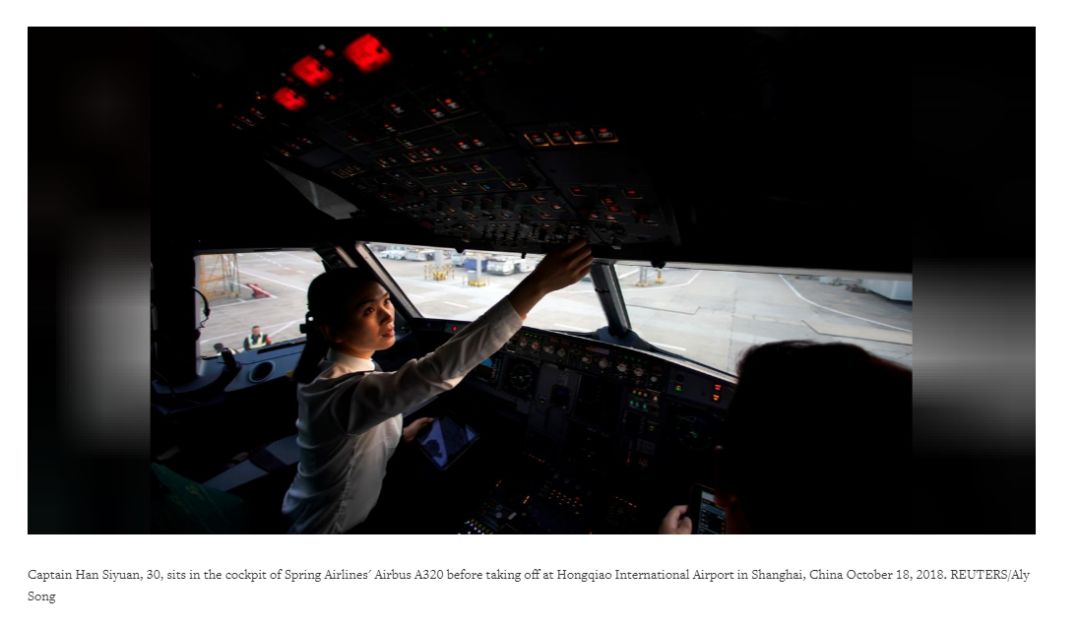 Captain Han Siyuan, 30, sits in the cockpit of Spring Airlines' Airbus A320 before taking off at Hongqiao International Airport in Shanghai, China October 18, 2018. REUTERS/Aly
Song